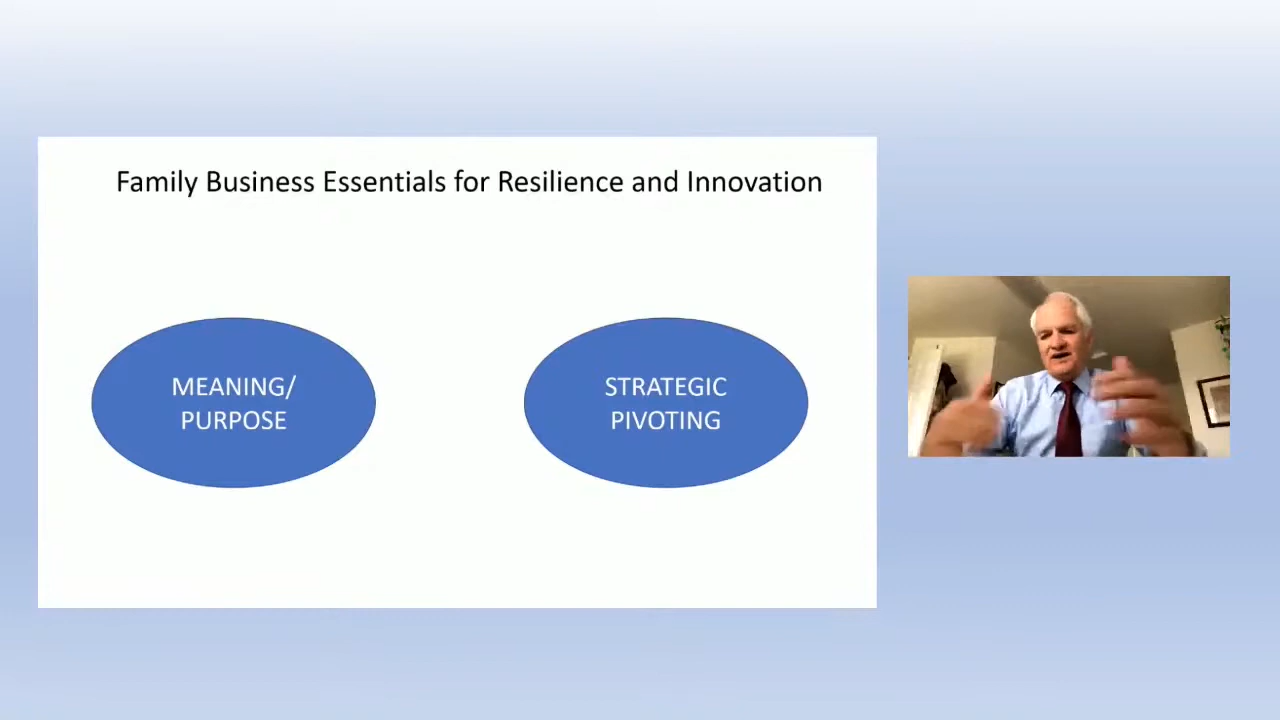 Family Business Essentials for Resilience and Innovation
MEANING/
PURPOSE
STRATEGIC
PIVOTING